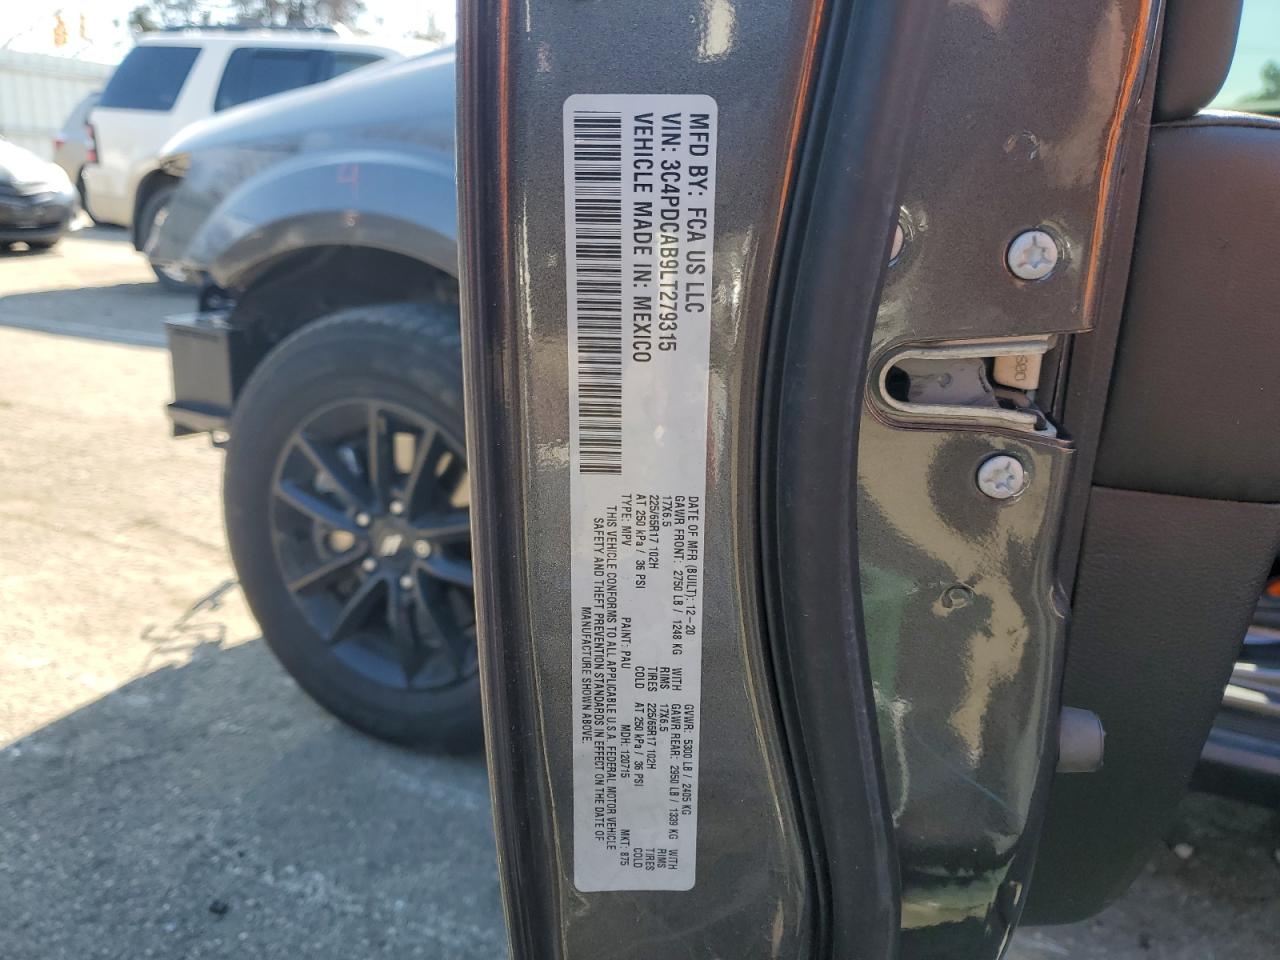 MFD BY: FCA US LLC
VIN: 3C4PDCAB9LT279315
VEHICLE MADE IN: MEXICO
DATE OF MFR (BUILT): 12-20 GVWR: 5300 LB / 2405 KG
GAWR FRONT: 2750 LB / 1248 KG WITH GAWR REAR: 2950 LB / 1339 KG WITH
17X6.5 RIMS 17X6.5 RIMS
225/65R17 102H TIRES 225/65R17 102H TIRES
AT 250 kPa / 36 PSI COLD AT 250 kPa / 36 PSI COLD
TYPE: MPV PAINT: PAU MDH: 120715 MKT: 875
THIS VEHICLE CONFORMS TO ALL APPLICABLE U.S.A. FEDERAL MOTOR VEHICLE
SAFETY AND THEFT PREVENTION STANDARDS IN EFFECT ON THE DATE OF
MANUFACTURE SHOWN ABOVE.
4